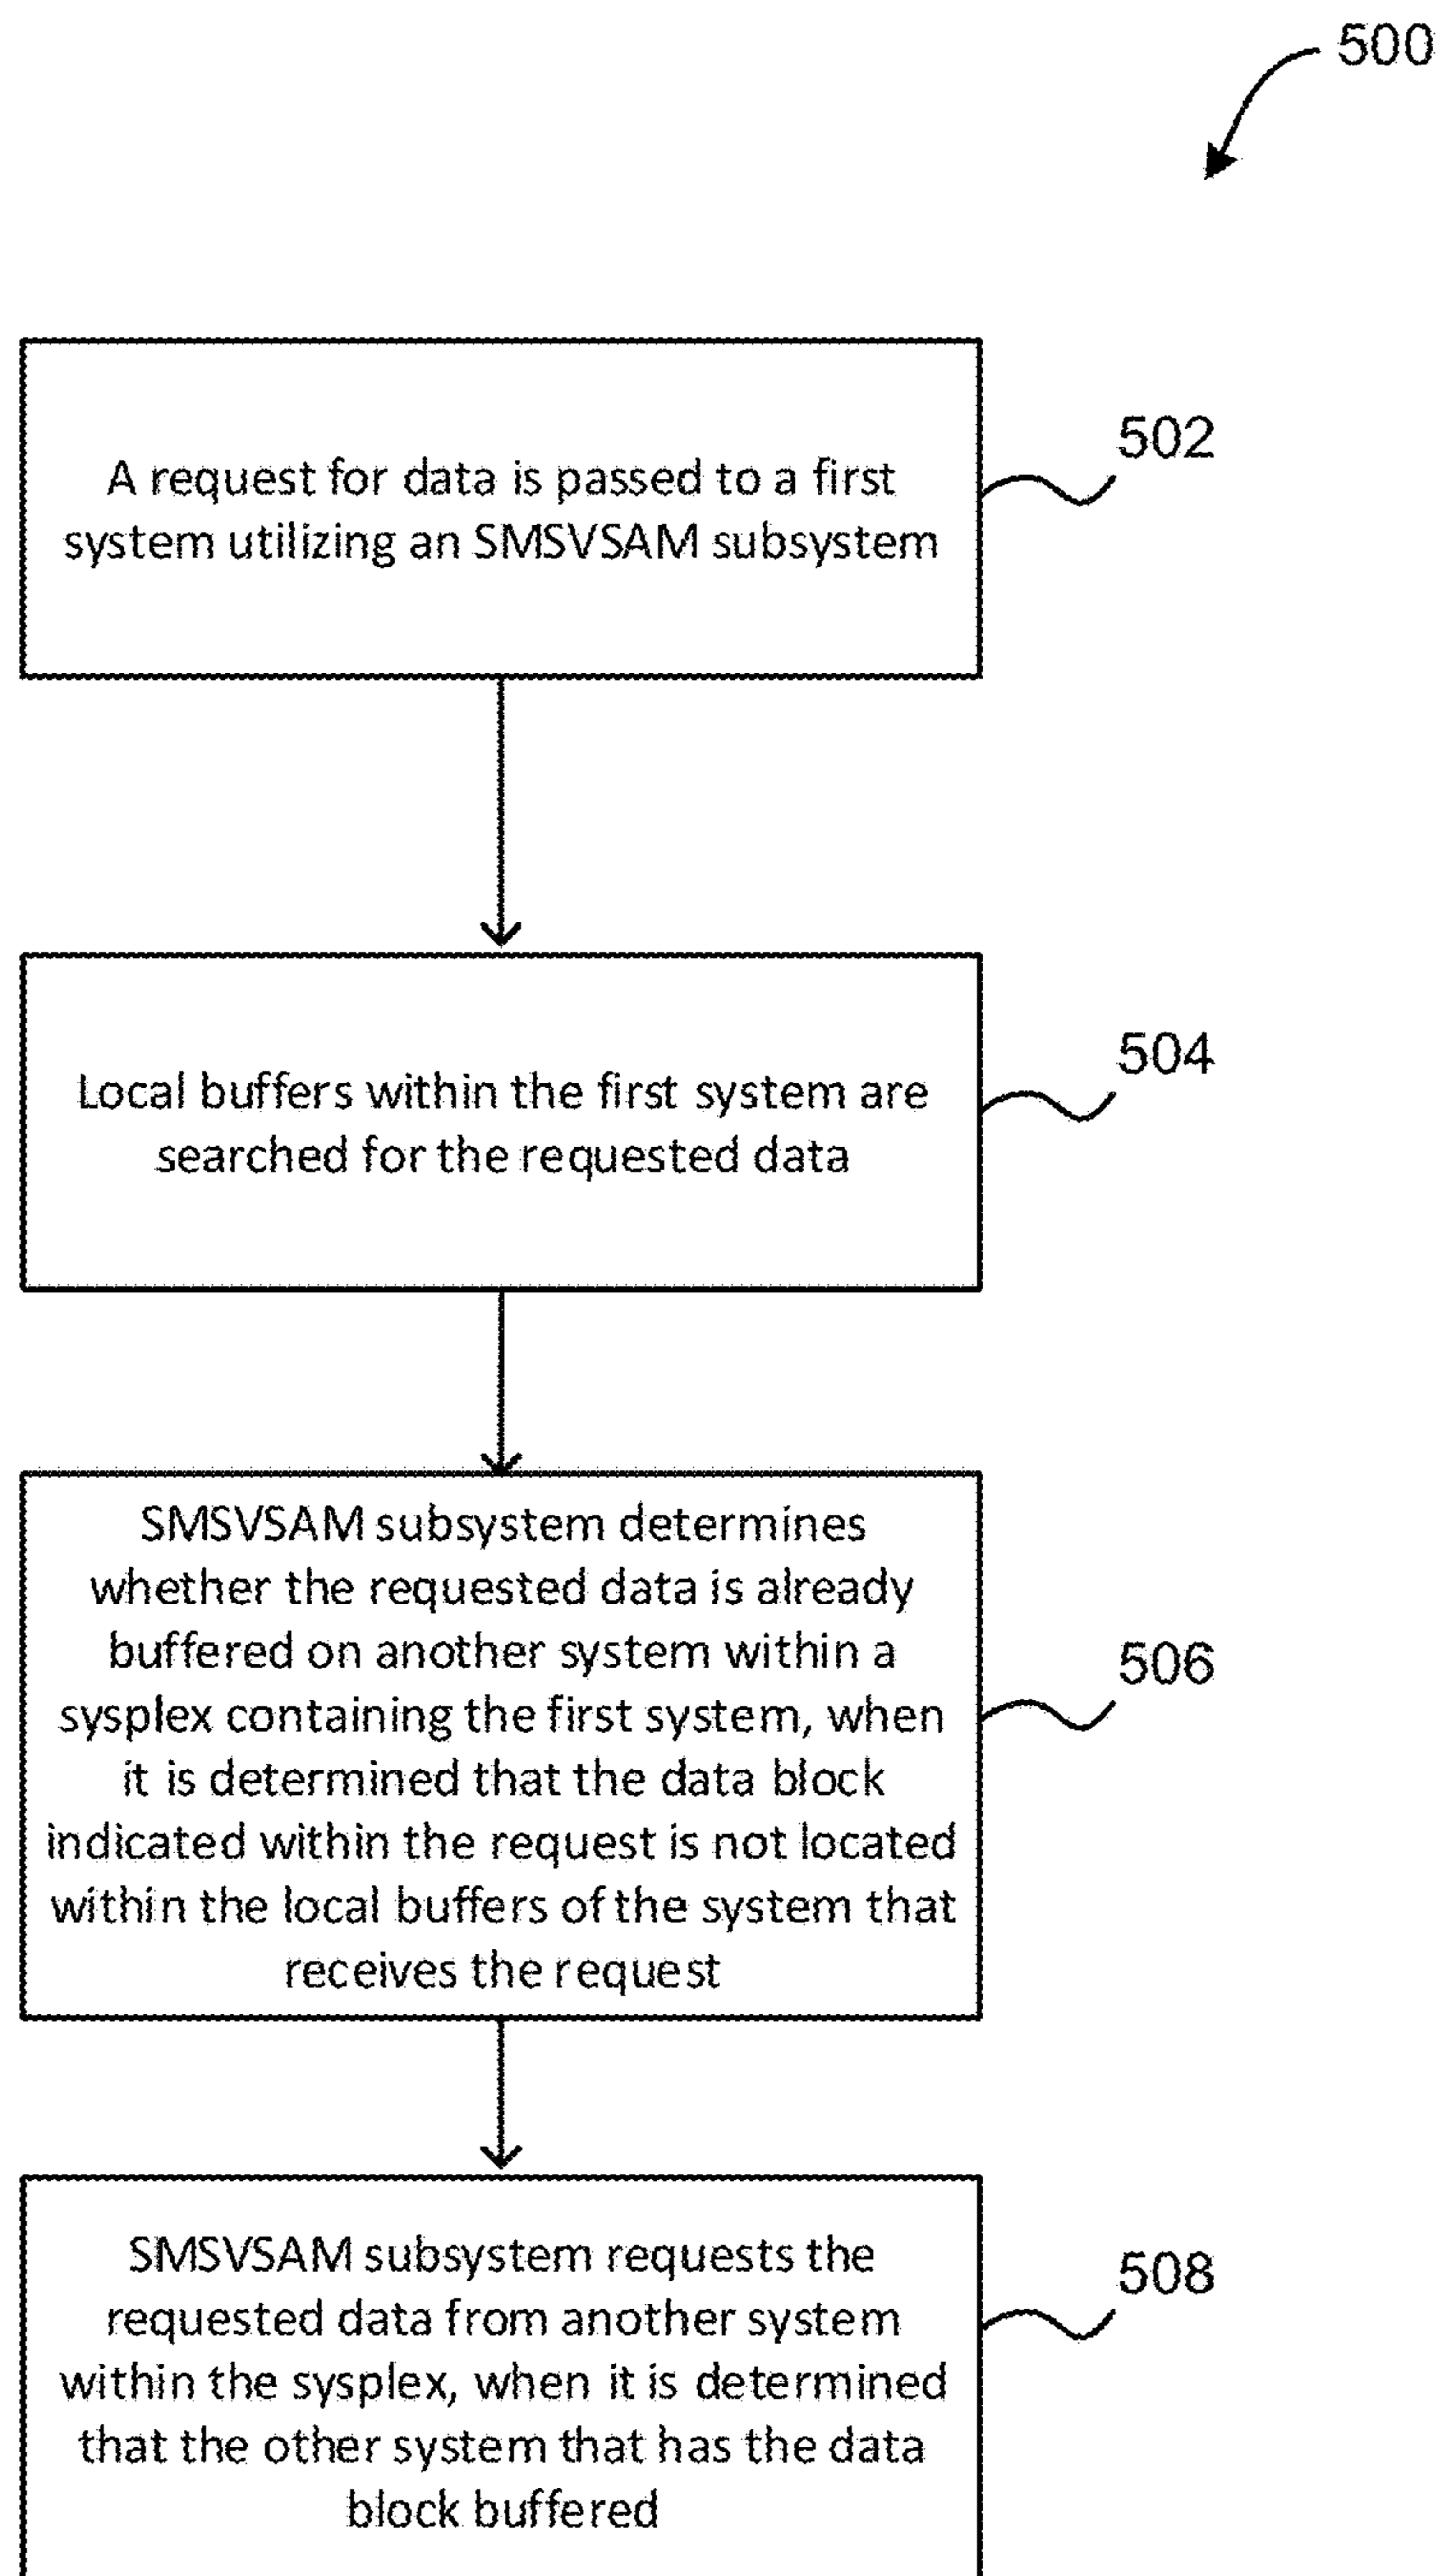 500
A request for data is passed to a first
system utilizing an SMSVSAM subsystem
502
Local buffers within the first system are
searched for the requested data
504
SMSVSAM subsystem determines
whether the requested data is already
buffered on another system within a
sysplex containing the first system, when
it is determined that the data block
indicated within the request is not located
within the local buffers of the system that
receives the request
506
SMSVSAM subsystem requests the
requested data from another system
within the sysplex, when it is determined
that the other system that has the data
block buffered
508